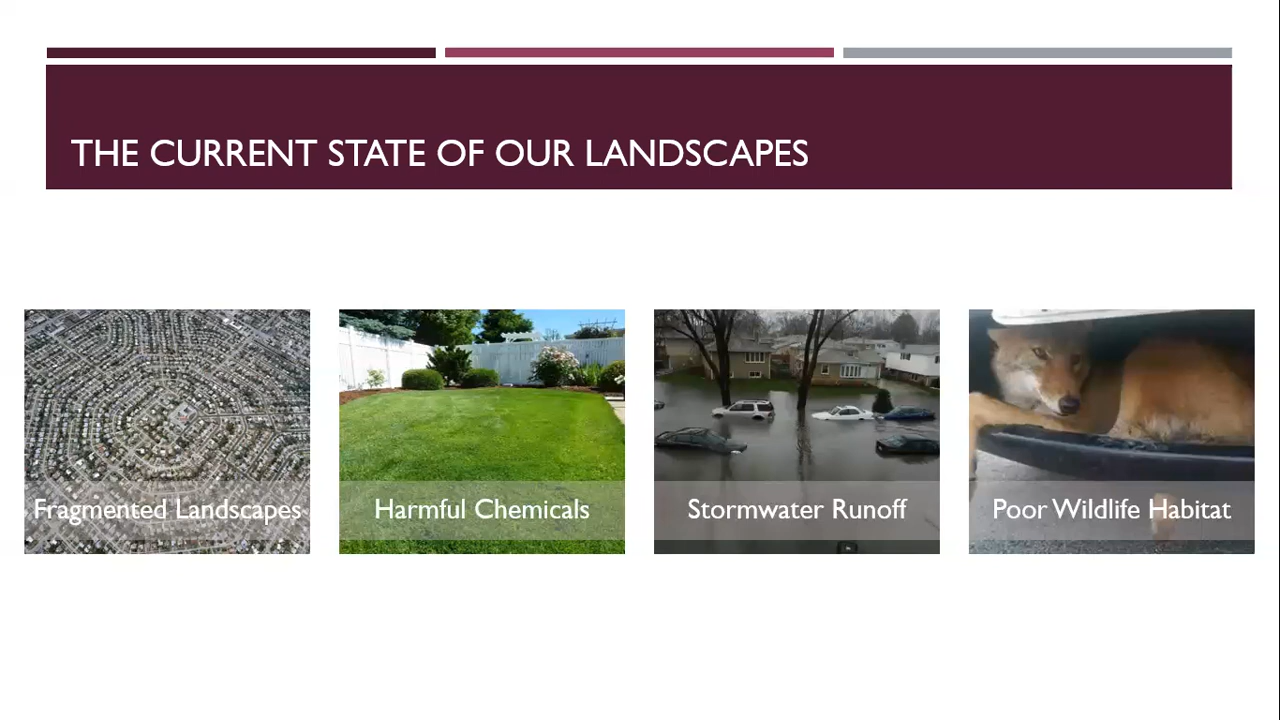 THE CURRENT STATE OF OUR LANDSCAPES
Fragmented Landscapes
Harmful Chemicals
Stormwater Runoff
Poor Wildlife Habitat